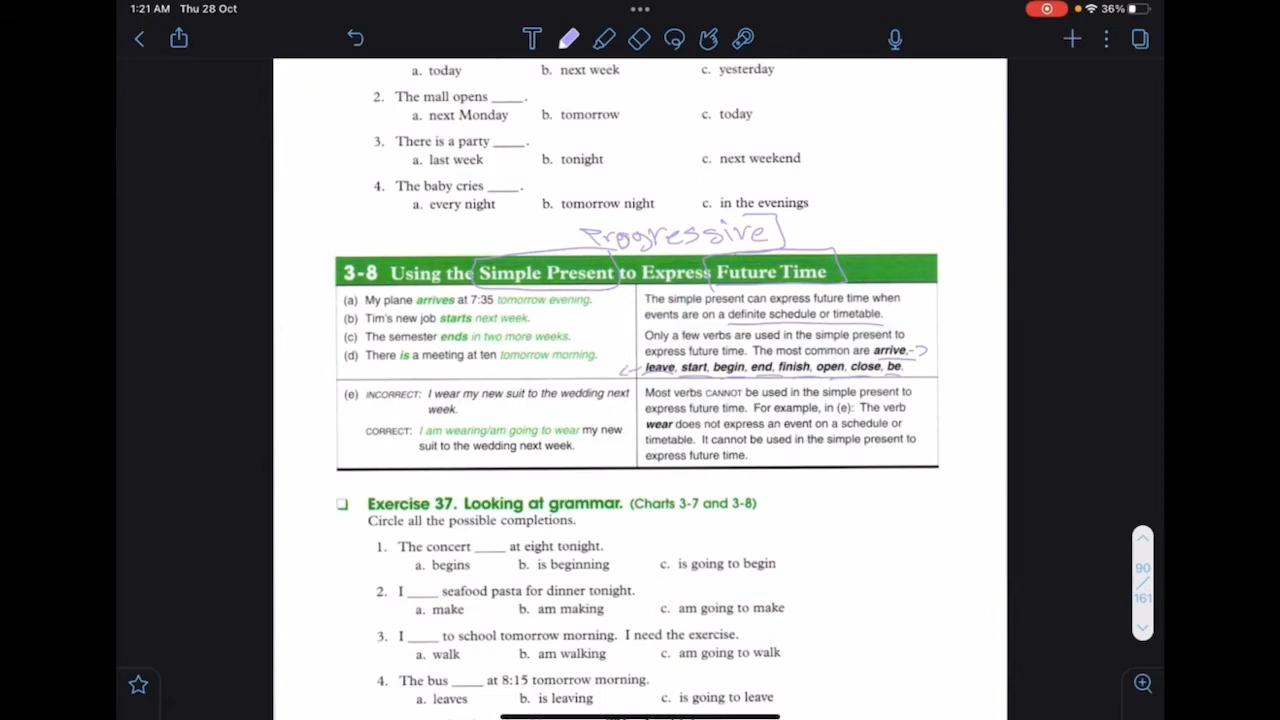 1:21 AM Thu 28 Oct
36%
a. today b. next week c. yesterday
2. The mall opens ____.
a. next Monday b. tomorrow c. today
3. There is a party ____.
a. last week b. tonight c. next weekend
4. The baby cries ____.
a. every night b. tomorrow night c. in the evenings
Progressive
3-8 Using the Simple Present to Express Future Time
(a) My plane arrives at 7:35 tomorrow evening.
(b) Tim's new job starts next week.
(c) The semester ends in two more weeks.
(d) There is a meeting at ten tomorrow morning.
The simple present can express future time when
events are on a definite schedule or timetable.
Only a few verbs are used in the simple present to
express future time. The most common are arrive,
leave, start, begin, end, finish, open, close, be.
(e) INCORRECT: I wear my new suit to the wedding next
week.
CORRECT: I am wearing/am going to wear my new
suit to the wedding next week.
Most verbs CANNOT be used in the simple present to
express future time. For example, in (e): The verb
wear does not express an event on a schedule or
timetable. It cannot be used in the simple present to
express future time.
Exercise 37. Looking at grammar. (Charts 3-7 and 3-8)
Circle all the possible completions.
1. The concert ____ at eight tonight.
a. begins b. is beginning c. is going to begin
2. I ____ seafood pasta for dinner tonight.
a. make b. am making c. am going to make
3. I ____ to school tomorrow morning. I need the exercise.
a. walk b. am walking c. am going to walk
4. The bus ____ at 8:15 tomorrow morning.
a. leaves b. is leaving c. is going to leave
90
/
161